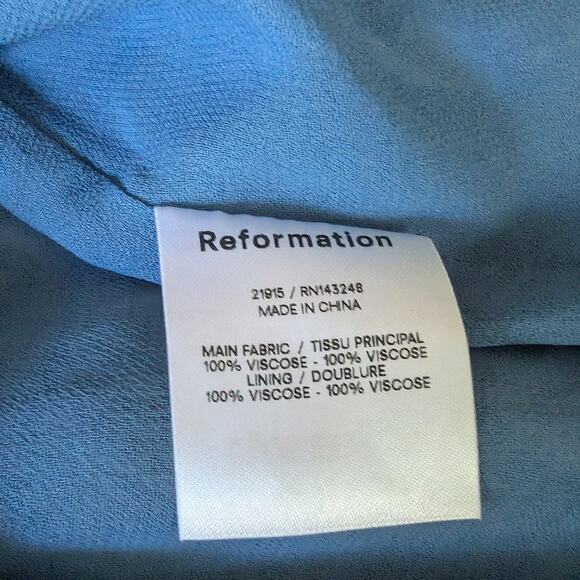 Reformation
21915 / RN143248
MADE IN CHINA
MAIN FABRIC / TISSU PRINCIPAL
100% VISCOSE - 100% VISCOSE
LINING / DOUBLURE
100% VISCOSE - 100% VISCOSE